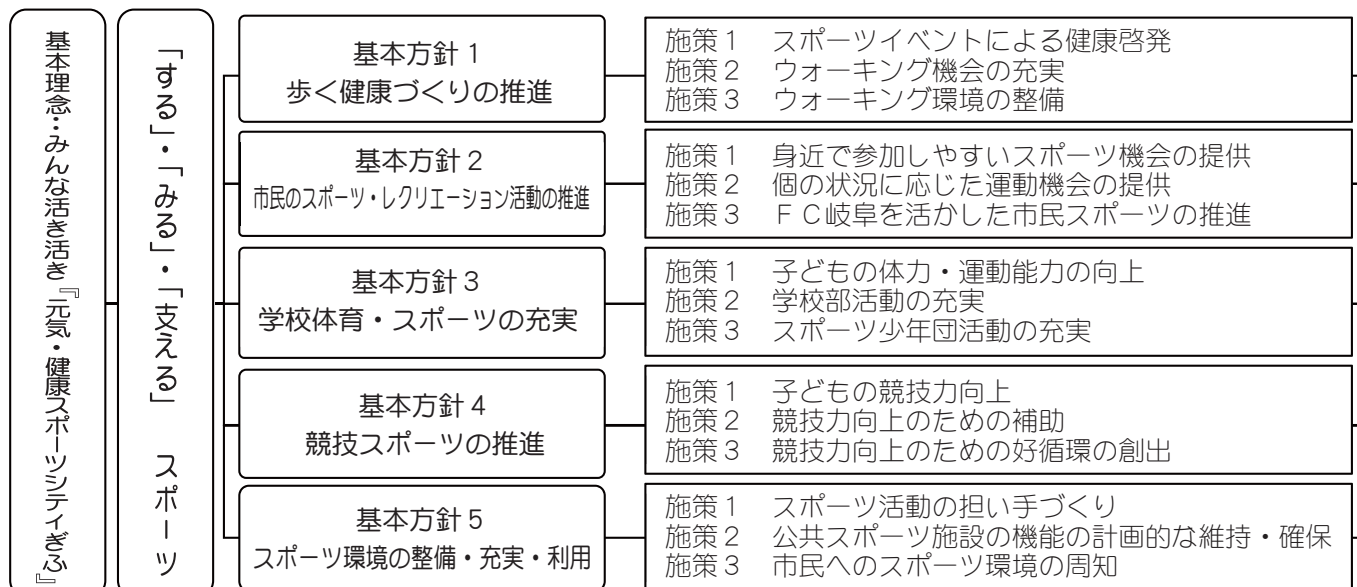 基本理念：みんな活き活き『元気・健康スポーツシティぎふ』
「する」・「みる」・「支える」　スポーツ
基本方針１
歩く健康づくりの推進
施策１　スポーツイベントによる健康啓発
施策２　ウォーキング機会の充実
施策３　ウォーキング環境の整備
基本方針２
市民のスポーツ・レクリエーション活動の推進
施策１　身近で参加しやすいスポーツ機会の提供
施策２　個の状況に応じた運動機会の提供
施策３　ＦＣ岐阜を活かした市民スポーツの推進
基本方針３
学校体育・スポーツの充実
施策１　子どもの体力・運動能力の向上
施策２　学校部活動の充実
施策３　スポーツ少年団活動の充実
基本方針４
競技スポーツの推進
施策１　子どもの競技力向上
施策２　競技力向上のための補助
施策３　競技力向上のための好循環の創出
基本方針５
スポーツ環境の整備・充実・利用
施策１　スポーツ活動の担い手づくり
施策２　公共スポーツ施設の機能の計画的な維持・確保
施策３　市民へのスポーツ環境の周知